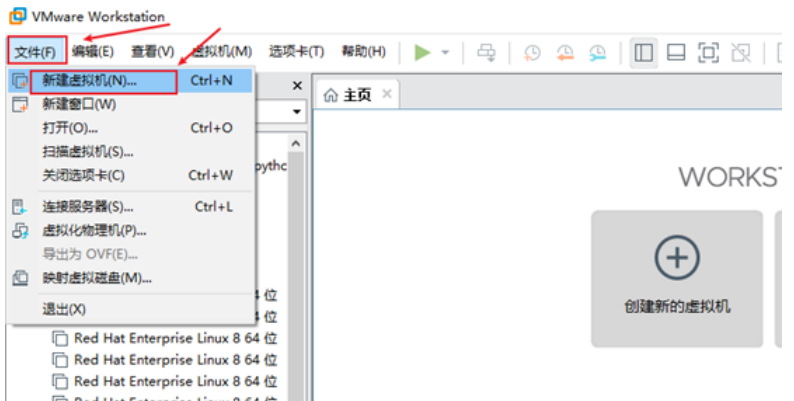 VMware Workstation
文件(F) 编辑(E) 查看(V) 虚拟机(M) 选项卡(T) 帮助(H)
新建虚拟机(N)... Ctrl+N
新建窗口(W)
打开(O)... Ctrl+O
扫描虚拟机(S)...
关闭选项卡(C) Ctrl+W
连接服务器(S)... Ctrl+L
虚拟化物理机(P)...
导出为 OVF(E)...
映射虚拟磁盘(M)...
退出(X)
主页
WORKST
创建新的虚拟机
4 位
4 位
Red Hat Enterprise Linux 8 64 位
Red Hat Enterprise Linux 8 64 位
Red Hat Enterprise Linux 8 64 位